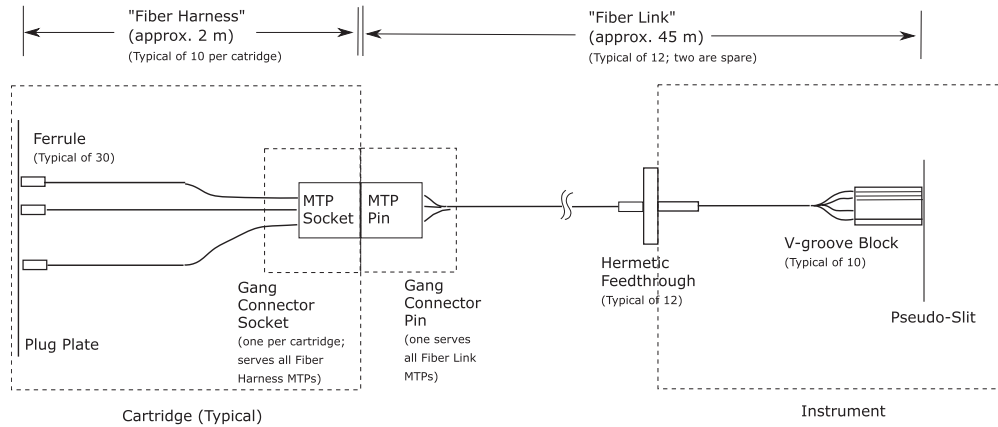 "Fiber Harness"
(approx. 2 m)
(Typical of 10 per catridge)
"Fiber Link"
(approx. 45 m)
(Typical of 12; two are spare)
Ferrule
(Typical of 30)
MTP
Socket
MTP
Pin
Hermetic
Feedthrough
(Typical of 12)
V-groove Block
(Typical of 10)
Gang
Connector
Socket
(one per cartridge;
serves all Fiber
Harness MTPs)
Gang
Connector
Pin
(one serves
all Fiber Link
MTPs)
Plug Plate
Pseudo-Slit
Cartridge (Typical)
Instrument